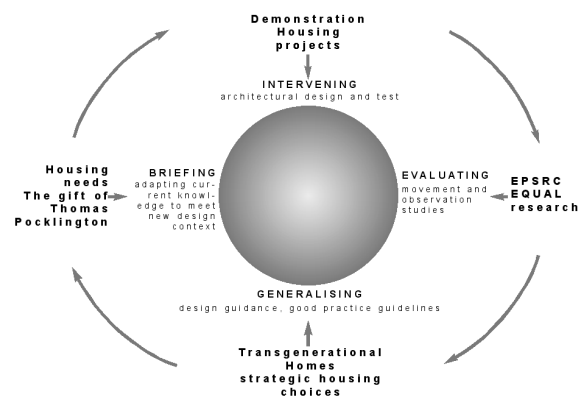 Demonstration
Housing
projects
INTERVENING
architectural design and test
Housing
needs
The gift of
Thomas
Pocklington
BRIEFING
adapting cur-
rent knowl-
edge to meet
new design
context
EVALUATING
movement and
observation
studies
EPSRC
EQUAL
research
GENERALISING
design guidance, good practice guidelines
Transgenerational
Homes
strategic housing
choices